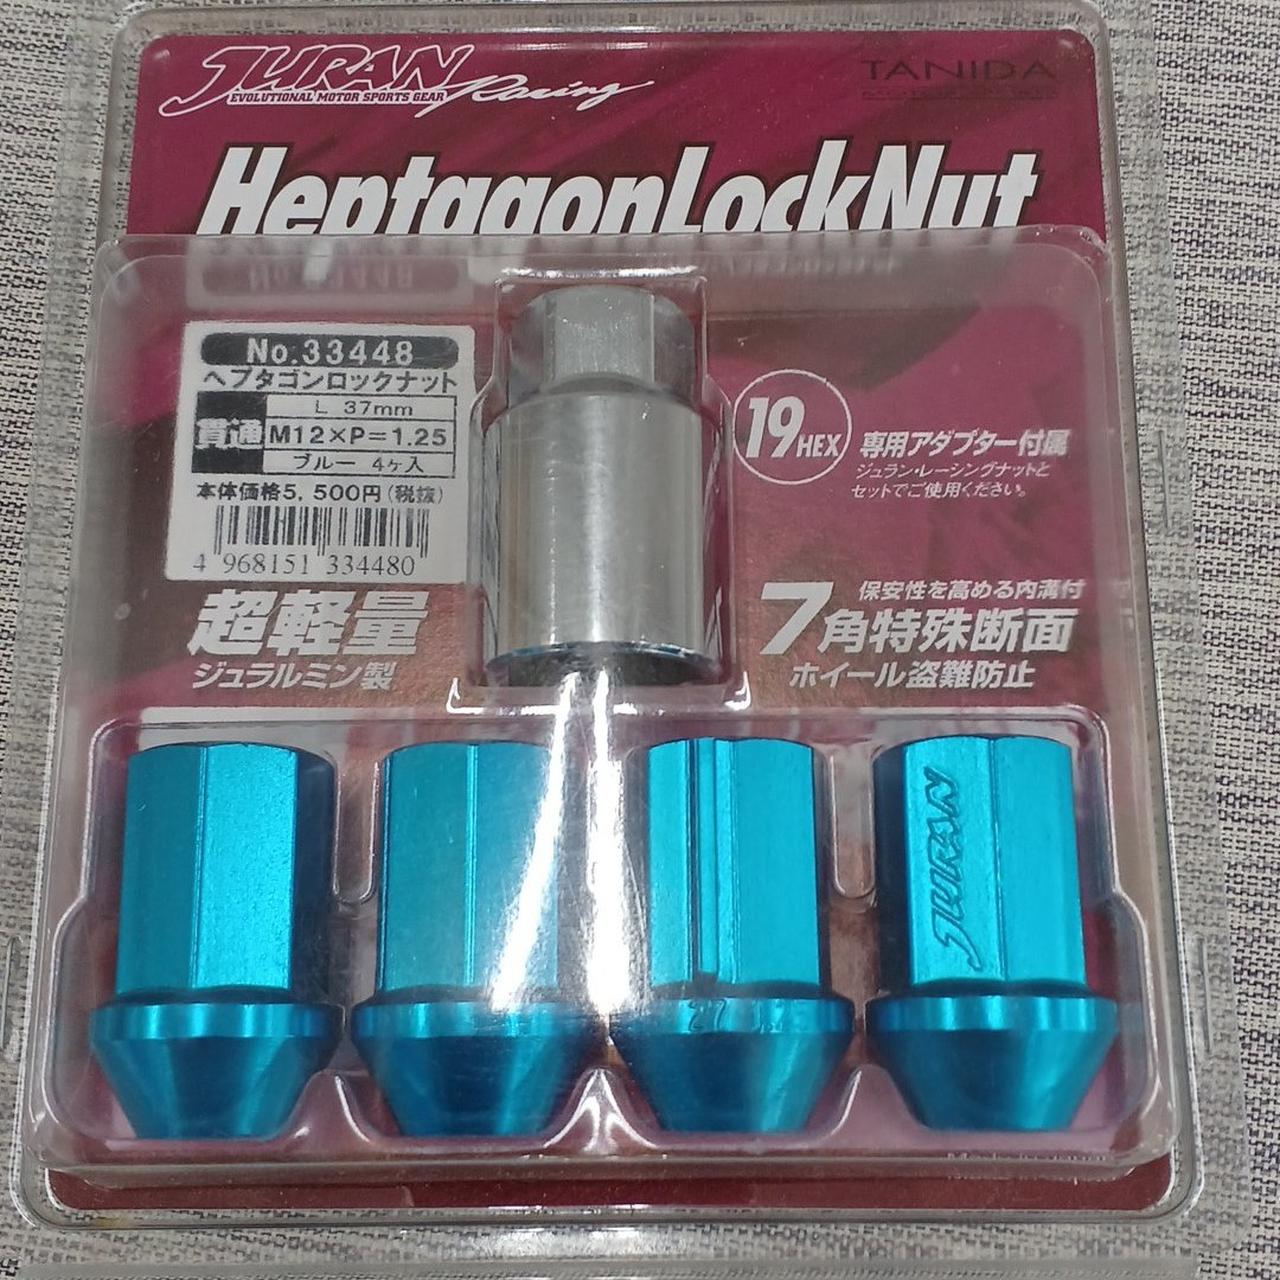 JURAN Racing
EVOLUTIONAL MOTOR SPORTS GEAR
TANIDA
HeptagonLockNut
No.33448
ヘプタゴンロックナット
L 37mm
貫通 M12×P=1.25
ブルー 4ヶ入
本体価格5,500円(税抜)
4 968151 334480
19HEX
専用アダプター付属
ジュラン・レーシングナットと
セットでご使用ください。
超軽量
ジュラルミン製
保安性を高める内溝付
7角特殊断面
ホイール盗難防止
JURAN